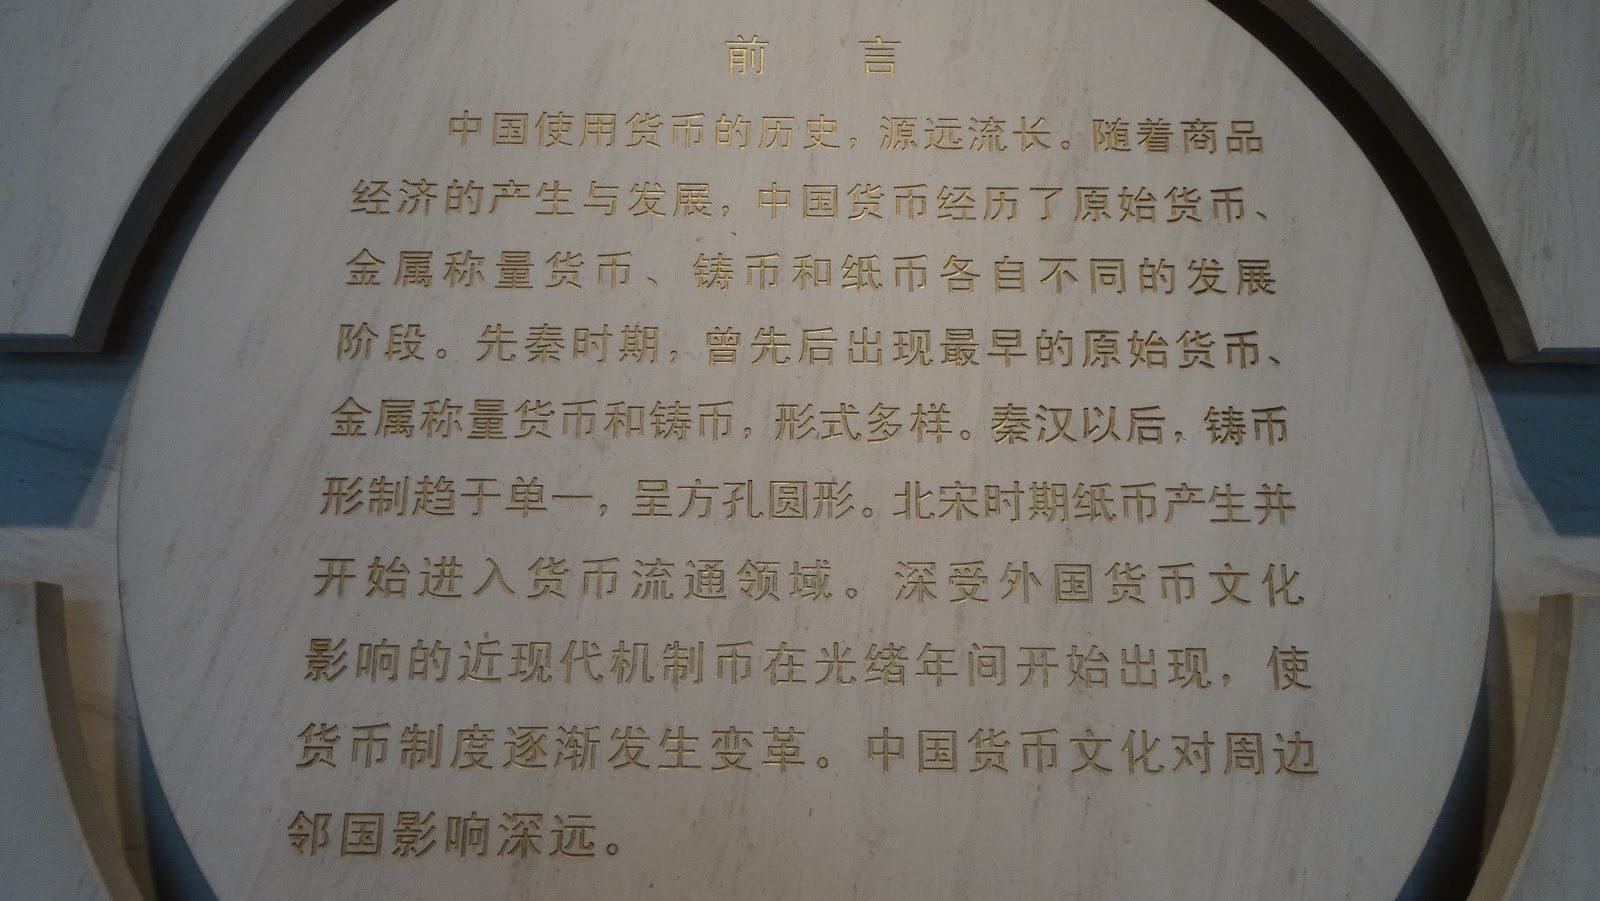 前 言
中国使用货币的历史，源远流长。随着商品
经济的产生与发展，中国货币经历了原始货币、
金属称量货币、铸币和纸币各自不同的发展
阶段。先秦时期，曾先后出现最早的原始货币、
金属称量货币和铸币，形式多样。秦汉以后，铸币
形制趋于单一，呈方孔圆形。北宋时期纸币产生并
开始进入货币流通领域。深受外国货币文化
影响的近现代机制币在光绪年间开始出现，使
货币制度逐渐发生变革。中国货币文化对周边
邻国影响深远。